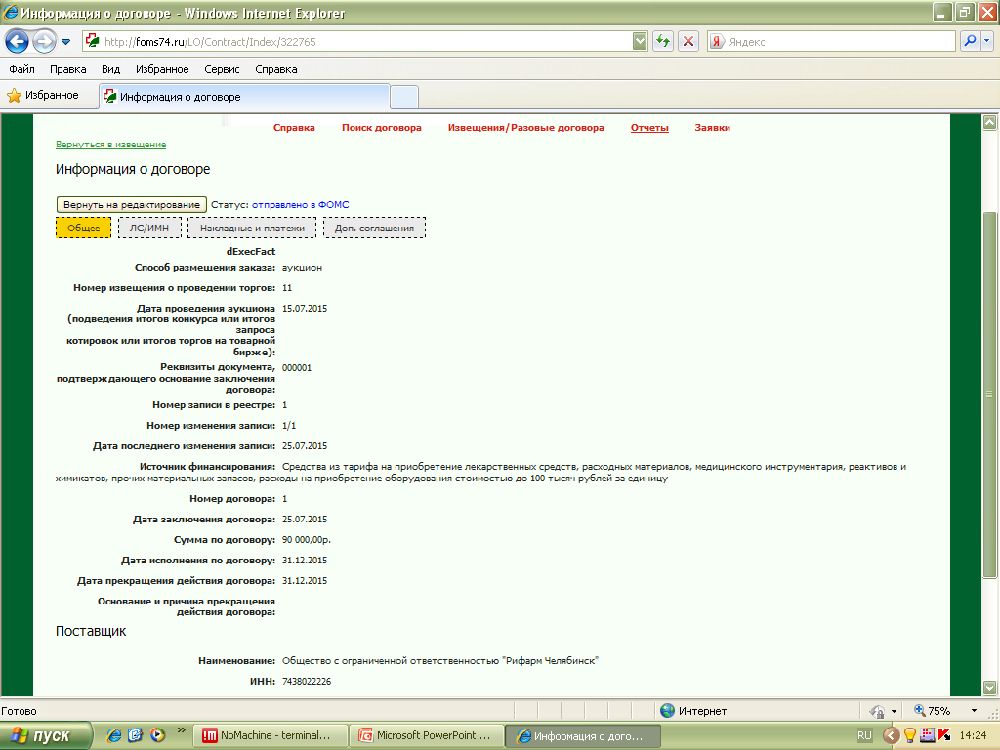 Информация о договоре - Windows Internet Explorer
http://foms74.ru/LO/Contract/Index/322765
Яндекс
Файл Правка Вид Избранное Сервис Справка
Избранное Информация о договоре
Справка Поиск договора Извещения/Разовые договора Отчеты Заявки
Вернуться в извещение
Информация о договоре
Вернуть на редактирование Статус: отправлено в ФОМС
Общее ЛС/ИМН Накладные и платежи Доп. соглашения
dExecFact
Способ размещения заказа: аукцион
Номер извещения о проведении торгов: 11
Дата проведения аукциона 15.07.2015
(подведения итогов конкурса или итогов
запроса
котировок или итогов торгов на товарной
бирже):
Реквизиты документа, 000001
подтверждающего основание заключения
договора:
Номер записи в реестре: 1
Номер изменения записи: 1/1
Дата последнего изменения записи: 25.07.2015
Источник финансирования: Средства из тарифа на приобретение лекарственных средств, расходных материалов, медицинского инструментария, реактивов и
химикатов, прочих материальных запасов, расходы на приобретение оборудования стоимостью до 100 тысяч рублей за единицу
Номер договора: 1
Дата заключения договора: 25.07.2015
Сумма по договору: 90 000,00р.
Дата исполнения по договору: 31.12.2015
Дата прекращения действия договора: 31.12.2015
Основание и причина прекращения
действия договора:
Поставщик
Наименование: Общество с ограниченной ответственностью "Рифарм Челябинск"
ИНН: 7438022226
Готово Интернет 75%
пуск NoMachine - terminal... Microsoft PowerPoint ... Информация о дого... RU 14:24